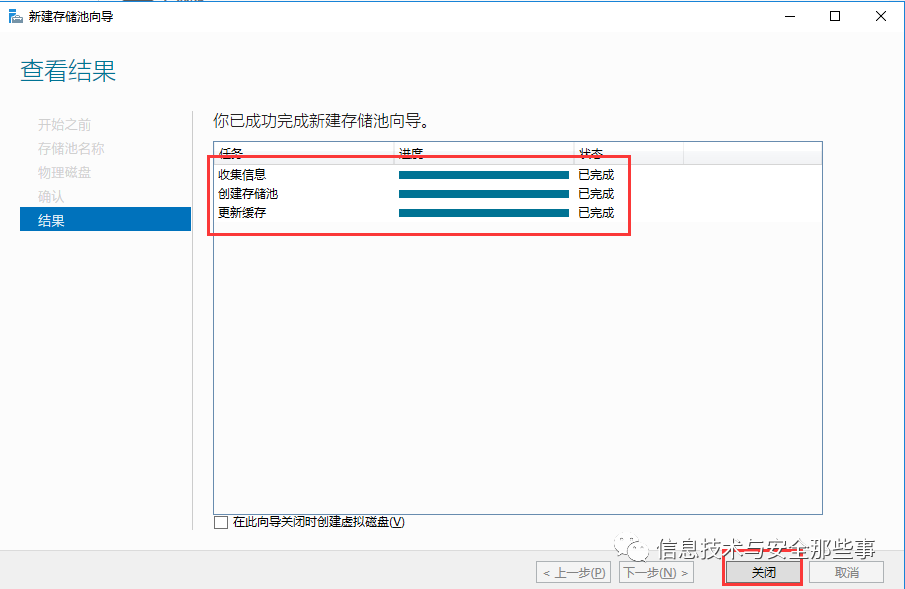 新建存储池向导
查看结果
开始之前
存储池名称
物理磁盘
确认
结果
你已成功完成新建存储池向导。
任务 进度 状态
收集信息 已完成
创建存储池 已完成
更新缓存 已完成
在此向导关闭时创建虚拟磁盘(V)
信息技术与安全那些事
< 上一步(P) 下一步(N) > 关闭 取消